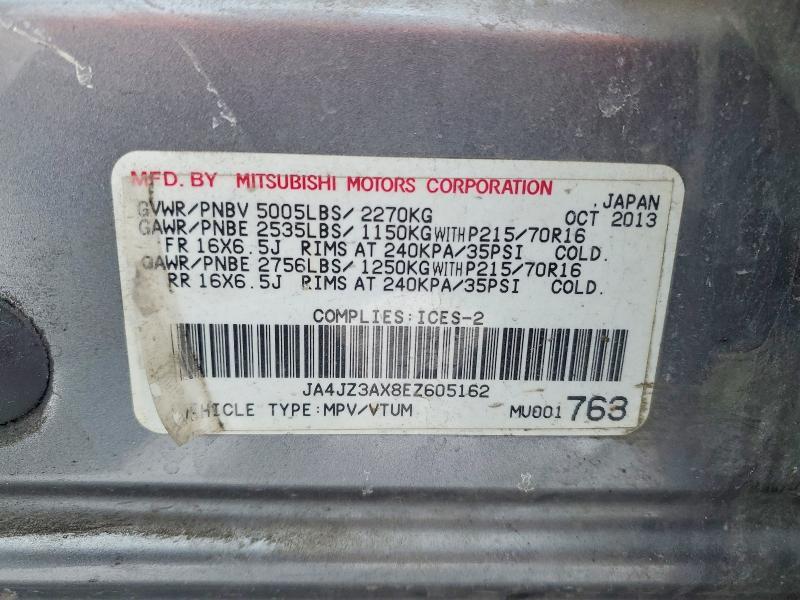 MFD. BY MITSUBISHI MOTORS CORPORATION
, JAPAN
GVWR/PNBV 5005LBS/ 2270KG OCT 2013
GAWR/PNBE 2535LBS/ 1150KG WITH P215/70R16
FR 16X6.5J RIMS AT 240KPA/35PSI COLD.
GAWR/PNBE 2756LBS/ 1250KG WITH P215/70R16
RR 16X6.5J RIMS AT 240KPA/35PSI COLD.
COMPLIES:ICES-2
JA4JZ3AX8EZ605162
VEHICLE TYPE:MPV/VTUM MU801 763